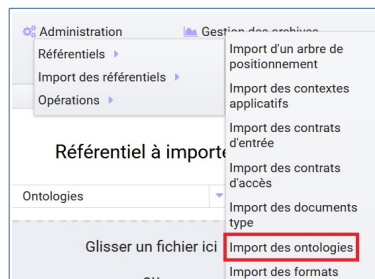 Administration
Gestion des archives
Référentiels
Import des référentiels
Opérations
Import d'un arbre de
positionnement
Import des contextes
applicatifs
Import des contrats
d'entrée
Import des contrats
d'accès
Import des documents
type
Import des ontologies
Import des formats
Référentiel à importe
Ontologies
Glisser un fichier ici